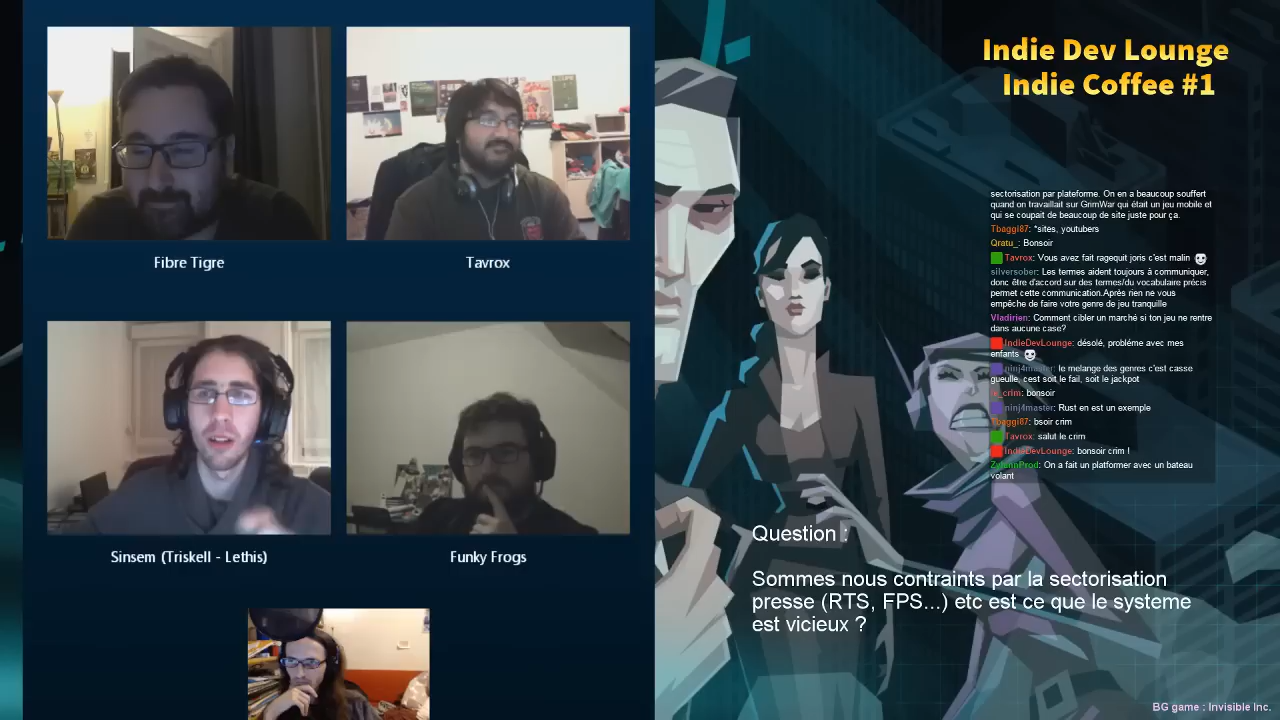 Indie Dev Lounge
Indie Coffee #1
Fibre Tigre
Tavrox
Sinsem (Triskell - Lethis)
Funky Frogs
sectorisation par plateforme. On en a beaucoup souffert
quand on travaillait sur GrimWar qui était un jeu mobile et
qui se coupait de beaucoup de site juste pour ça.
Tbaggi87: *sites, youtubers
Qratu_: Bonsoir
Tavrox: Vous avez fait ragequit joris c'est malin
silversober: Les termes aident toujours à communiquer,
donc être d'accord sur des termes/du vocabulaire précis
permet cette communication.Après rien ne vous
empêche de faire votre genre de jeu tranquille
Vladirien: Comment cibler un marché si ton jeu ne rentre
dans aucune case?
IndieDevLounge: désolé, probléme avec mes
enfants
ninj4master: le melange des genres c'est casse
gueulle, cest soit le fail, soit le jackpot
crim: bonsoir
ninj4master: Rust en est un exemple
Tbaggi87: bsoir crim
Tavrox: salut le crim
IndieDevLounge: bonsoir crim !
On a fait un platformer avec un bateau
volant
Question :
Sommes nous contraints par la sectorisation
presse (RTS, FPS...) etc est ce que le systeme
est vicieux ?
BG game : Invisible Inc.